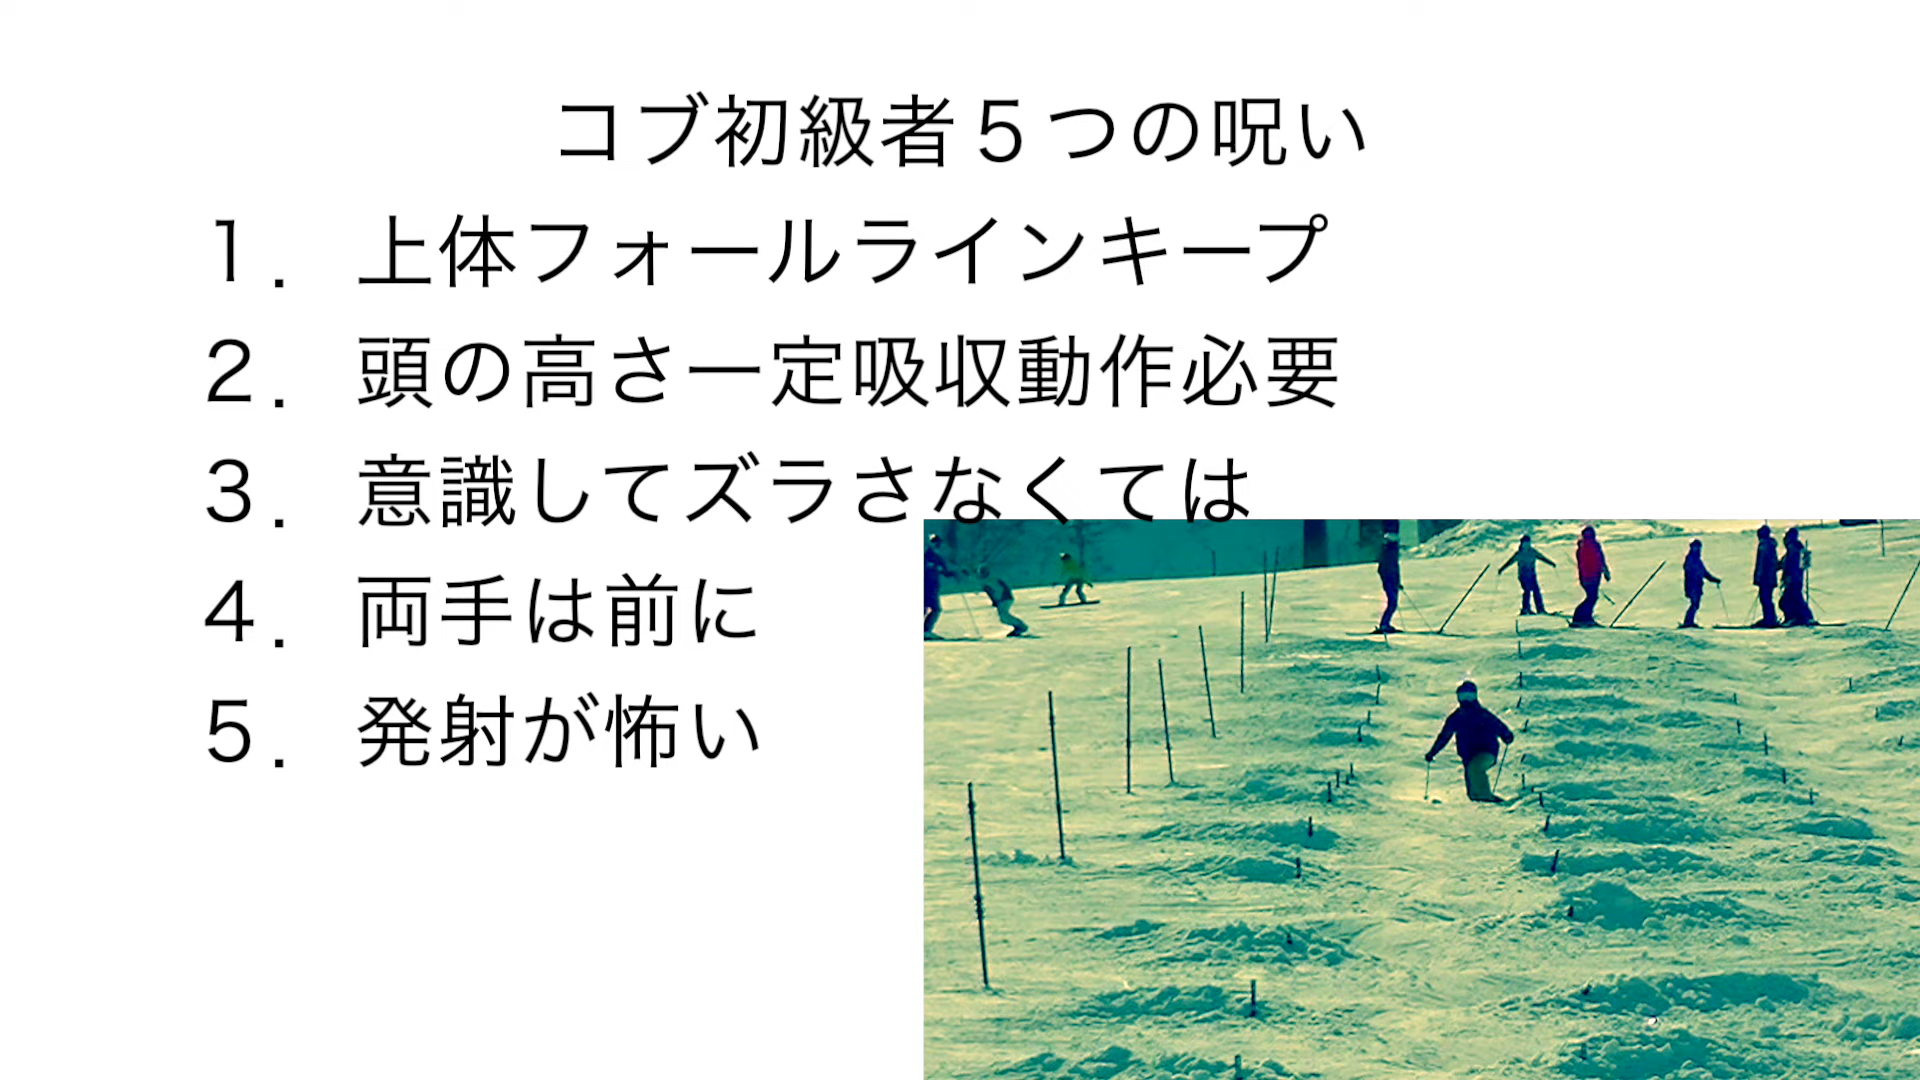 コブ初級者５つの呪い
１．上体フォールラインキープ
２．頭の高さ一定吸収動作必要
３．意識してズラさなくては
４．両手は前に
５．発射が怖い